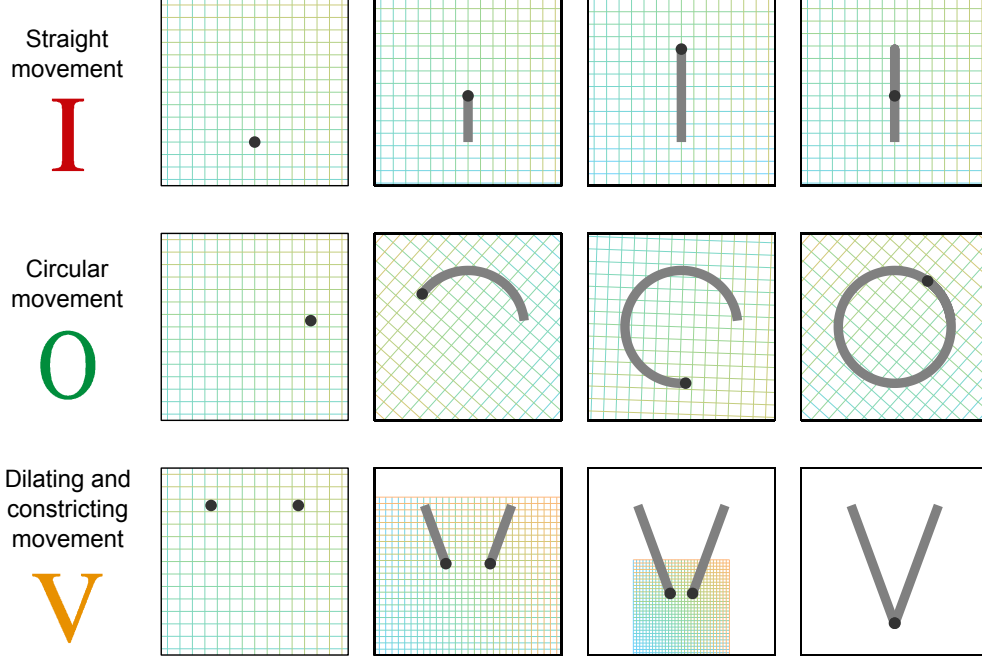 Straight
movement
I
Circular
movement
O
Dilating and
constricting
movement
V